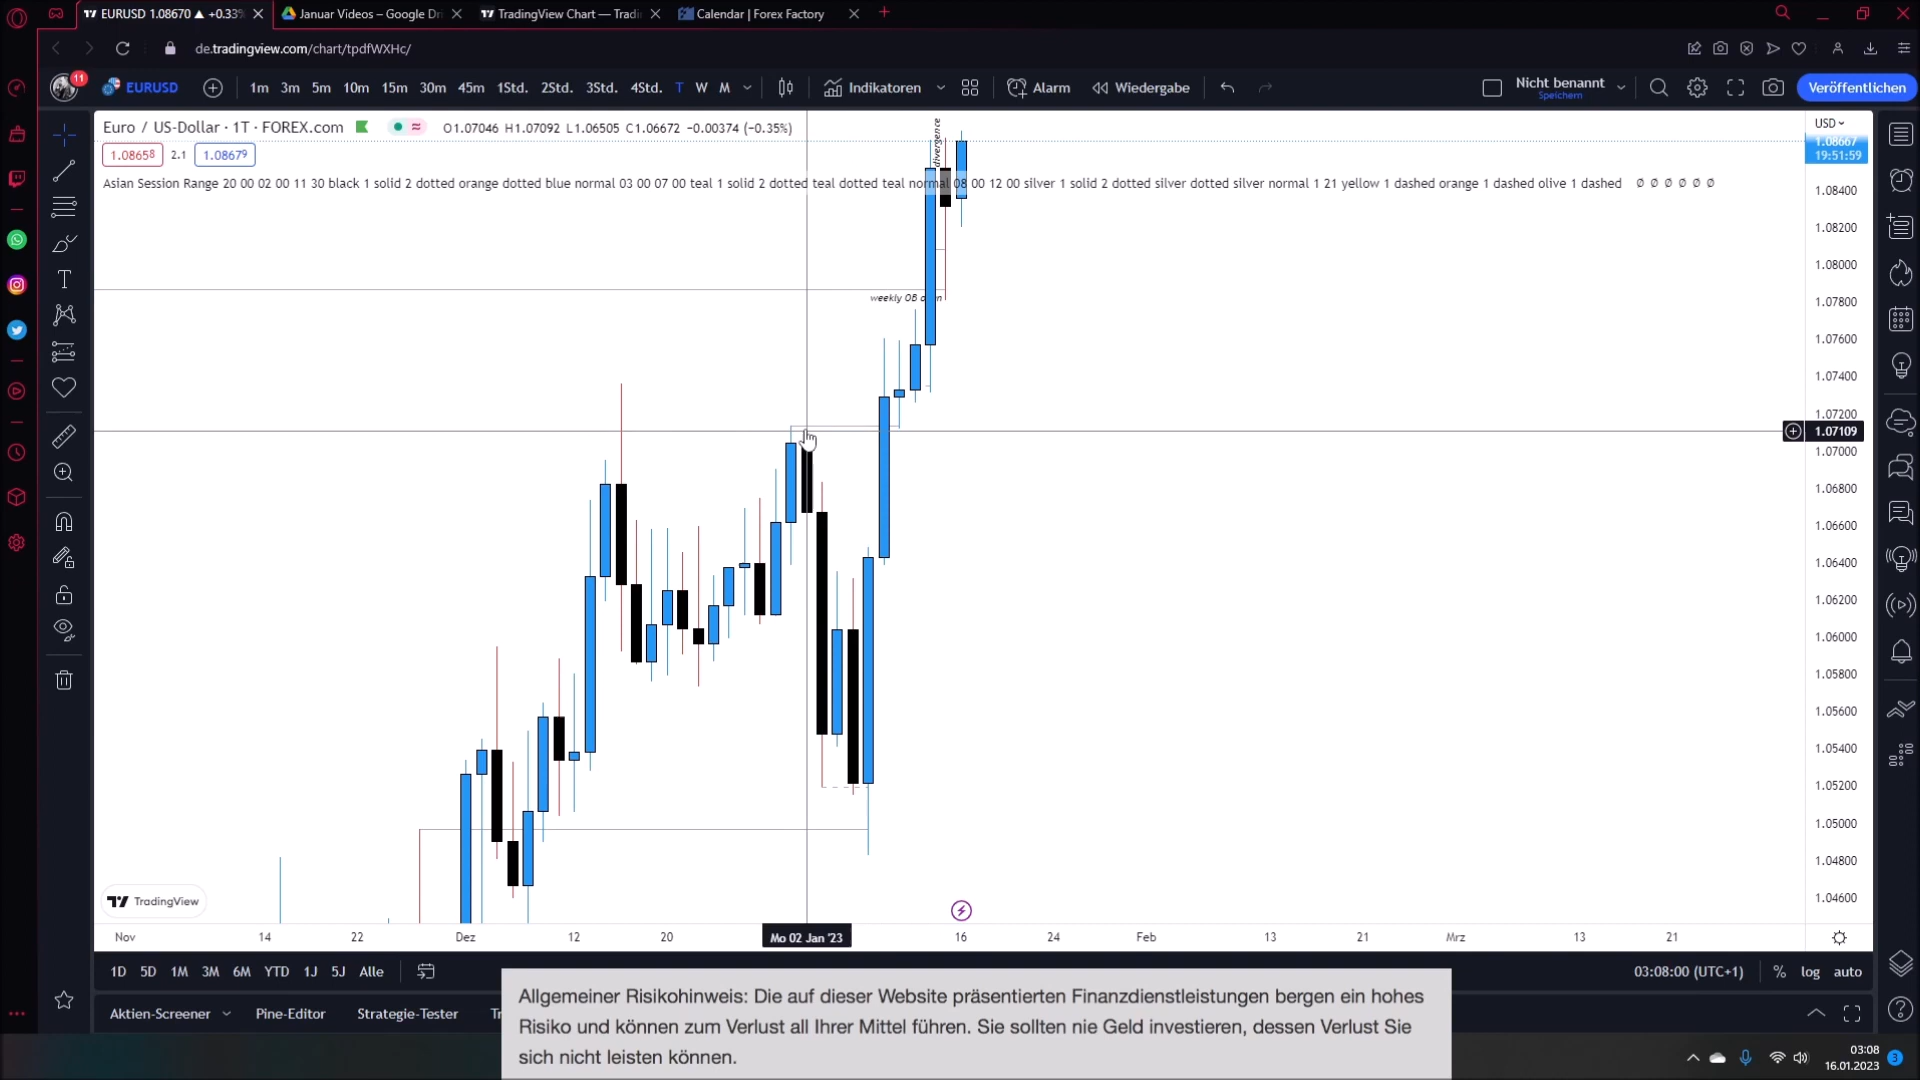 EURUSD 1.08670 ▲ +0.33%
Januar Videos – Google Dri
TradingView Chart — Tradi
Calendar | Forex Factory
de.tradingview.com/chart/tpdfWXHc/
11
EURUSD
1m 3m 5m 10m 15m 30m 45m 1Std. 2Std. 3Std. 4Std. T W M
Indikatoren
Alarm
Wiedergabe
Nicht benannt
Speichern
Veröffentlichen
Euro / US-Dollar · 1T · FOREX.com
O1.07046 H1.07092 L1.06505 C1.06672 −0.00374 (−0.35%)
1.08658 2.1 1.08679
Asian Session Range 20 00 02 00 11 30 black 1 solid 2 dotted orange dotted blue normal 03 00 07 00 teal 1 solid 2 dotted teal dotted teal normal 08 00 12 00 silver 1 solid 2 dotted silver dotted silver normal 1 21 yellow 1 dashed orange 1 dashed olive 1 dashed Ø Ø Ø Ø Ø Ø
divergence
weekly OB
USD
1.08667
19:51:59
1.08400
1.08200
1.08000
1.07800
1.07600
1.07400
1.07200
1.07109
1.07000
1.06800
1.06600
1.06400
1.06200
1.06000
1.05800
1.05600
1.05400
1.05200
1.05000
1.04800
1.04600
TradingView
Nov 14 22 Dez 12 20 Mo 02 Jan '23 16 24 Feb 13 21 Mrz 13 21
1D 5D 1M 3M 6M YTD 1J 5J Alle
03:08:00 (UTC+1) % log auto
Aktien-Screener Pine-Editor Strategie-Tester
Allgemeiner Risikohinweis: Die auf dieser Website präsentierten Finanzdienstleistungen bergen ein hohes
Risiko und können zum Verlust all Ihrer Mittel führen. Sie sollten nie Geld investieren, dessen Verlust Sie
sich nicht leisten können.
03:08
16.01.2023
3